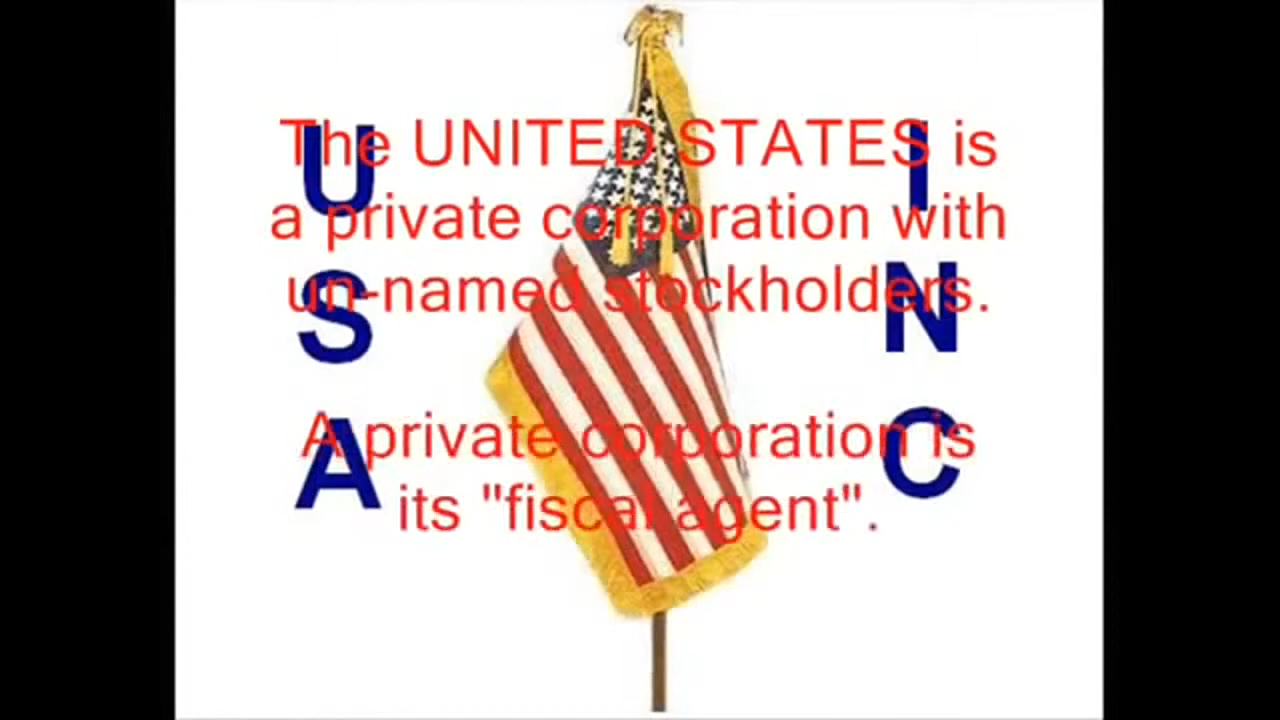 The UNITED STATES is
a private corporation with
un-named stockholders.
A private corporation is
its "fiscal agent".
U
S
A
I
N
C